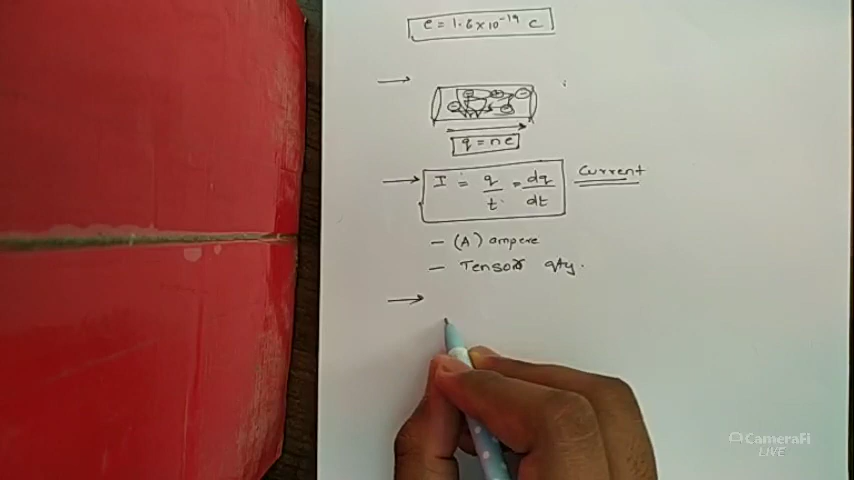 e = 1.6 × 10⁻¹⁹ C
q = ne
I = q/t = dq/dt Current
– (A) ampere
– Tensor qty.
CameraFi
LIVE